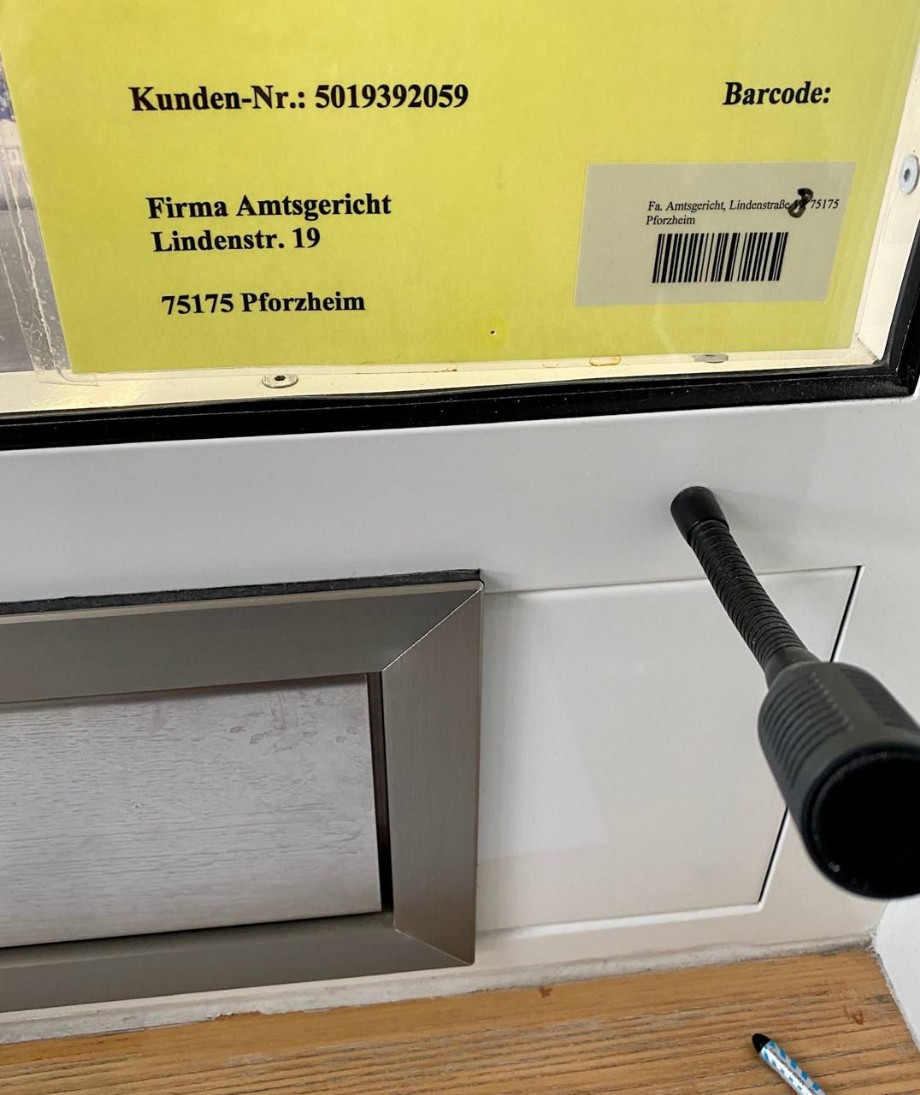 Kunden-Nr.: 5019392059
Barcode:
Firma Amtsgericht
Lindenstr. 19
75175 Pforzheim
Fa. Amtsgericht, Lindenstraße 75175
Pforzheim